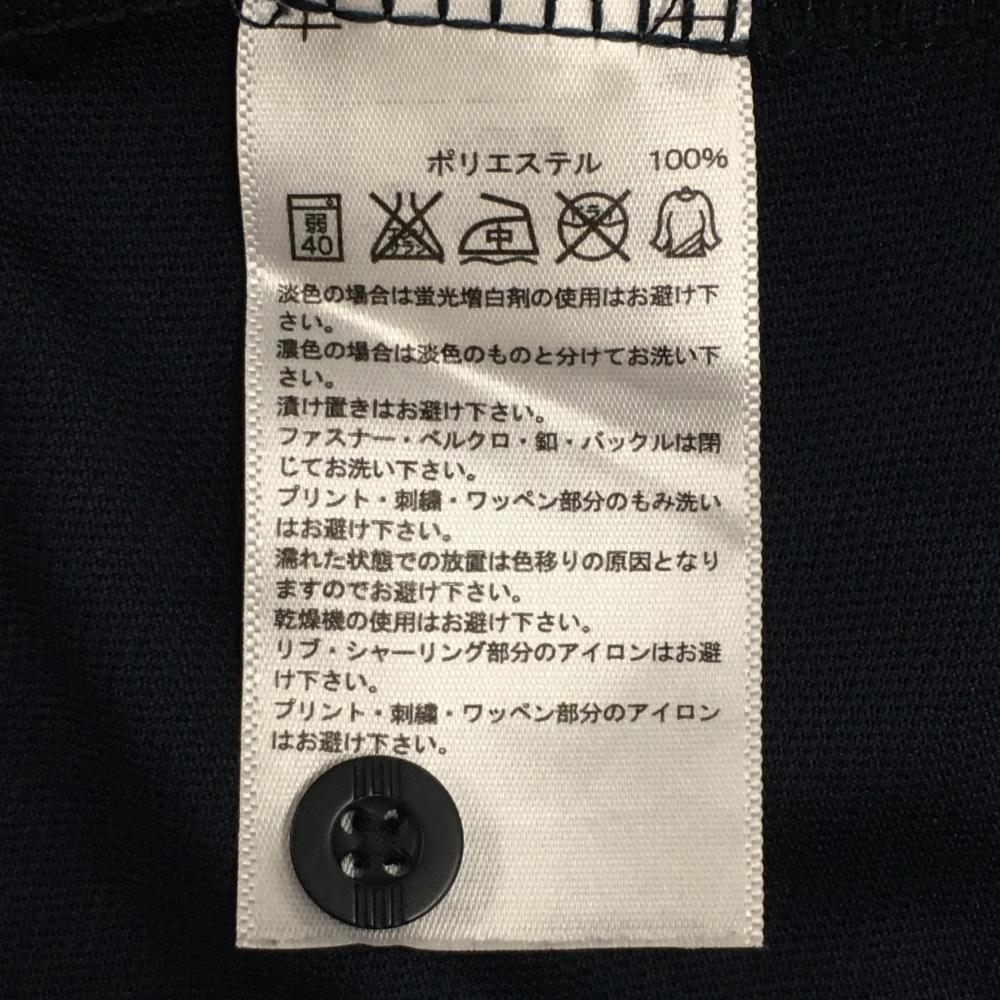 ポリエステル 100%
弱 中 ドライ
40 エンソ
サラシ
淡色の場合は蛍光増白剤の使用はお避け下
さい。
濃色の場合は淡色のものと分けてお洗い下
さい。
漬け置きはお避け下さい。
ファスナー・ベルクロ・釦・バックルは閉
じてお洗い下さい。
プリント・刺繍・ワッペン部分のもみ洗い
はお避け下さい。
濡れた状態での放置は色移りの原因となり
ますのでお避け下さい。
乾燥機の使用はお避け下さい。
リブ・シャーリング部分のアイロンはお避
け下さい。
プリント・刺繍・ワッペン部分のアイロン
はお避け下さい。